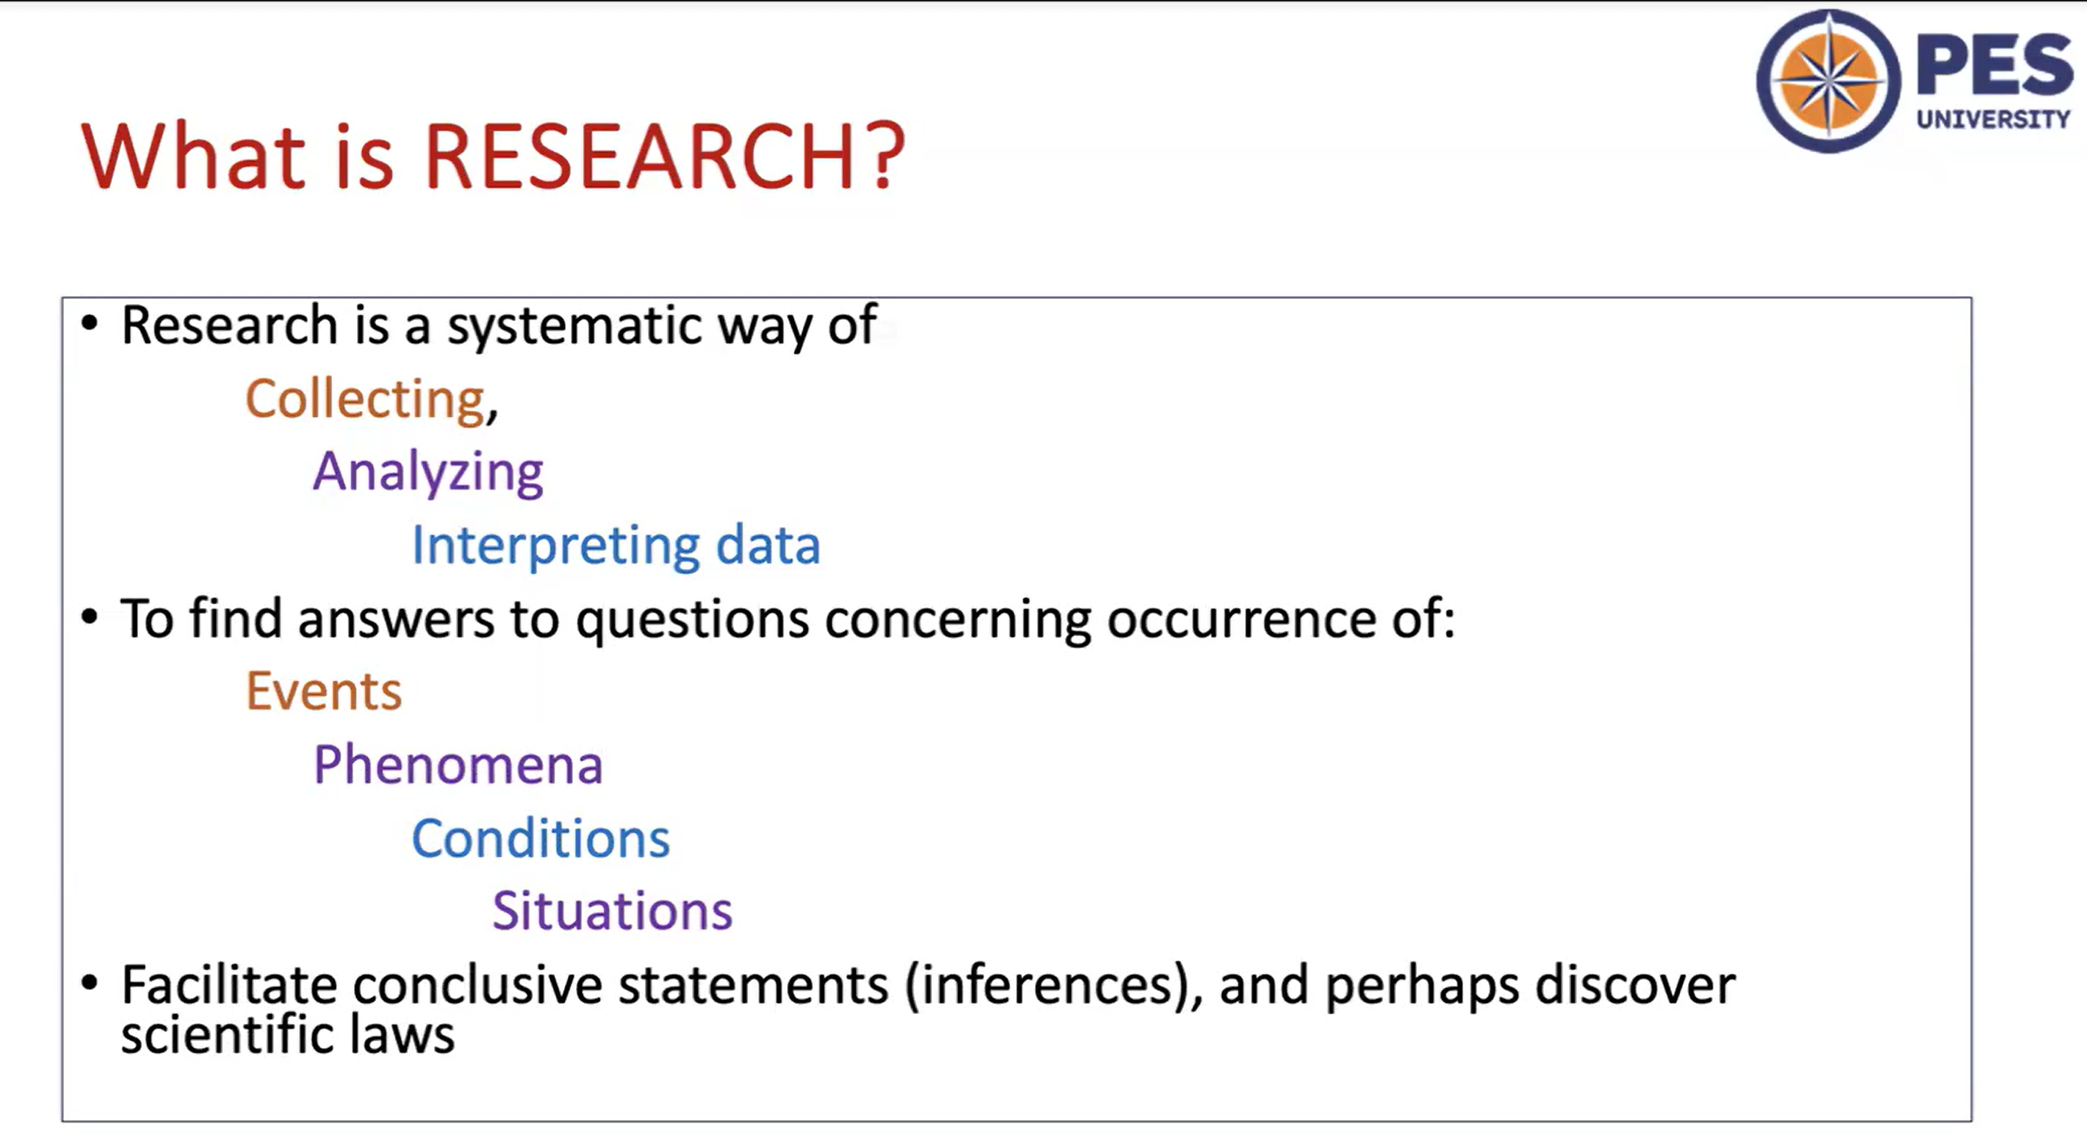 PES
UNIVERSITY
What is RESEARCH?
• Research is a systematic way of
Collecting,
Analyzing
Interpreting data
• To find answers to questions concerning occurrence of:
Events
Phenomena
Conditions
Situations
• Facilitate conclusive statements (inferences), and perhaps discover
scientific laws